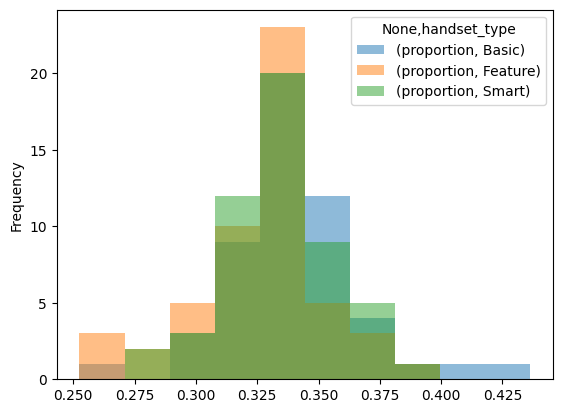 None,handset_type
(proportion, Basic)
(proportion, Feature)
(proportion, Smart)
Frequency
20
15
10
5
0
0.250 0.275 0.300 0.325 0.350 0.375 0.400 0.425